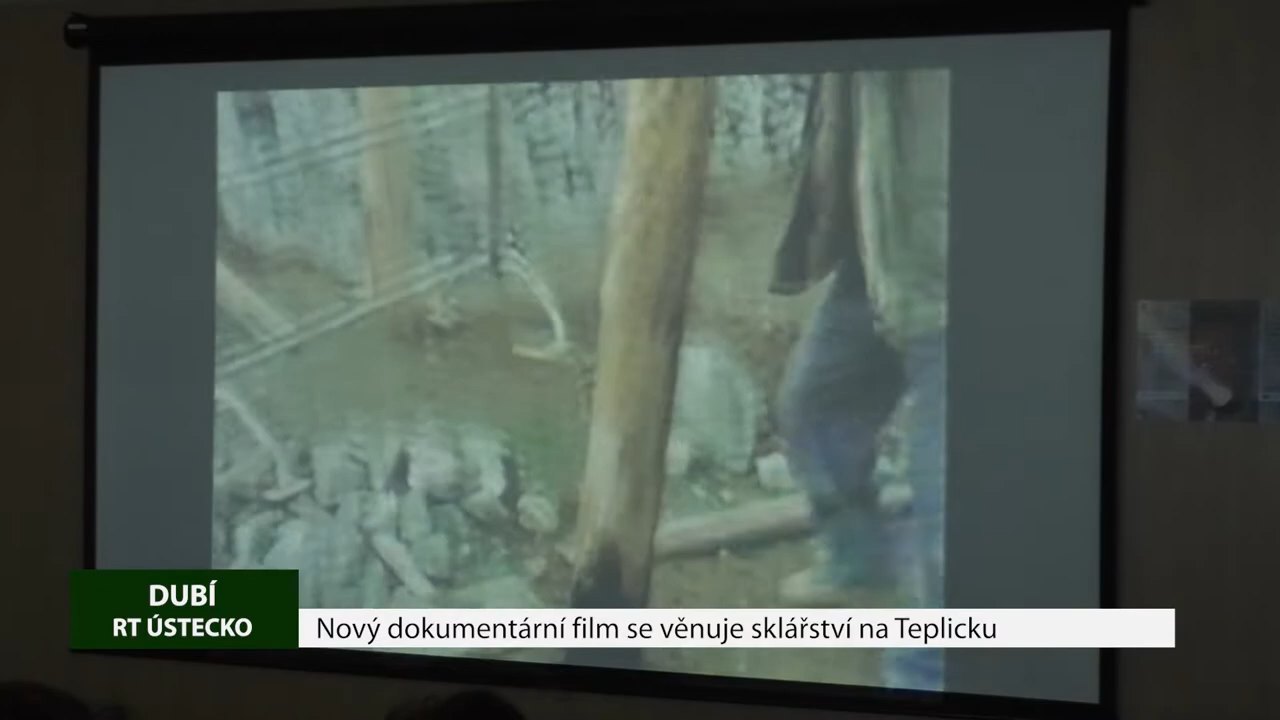 DUBÍ
RT ÚSTECKO
Nový dokumentární film se věnuje sklářství na Teplicku